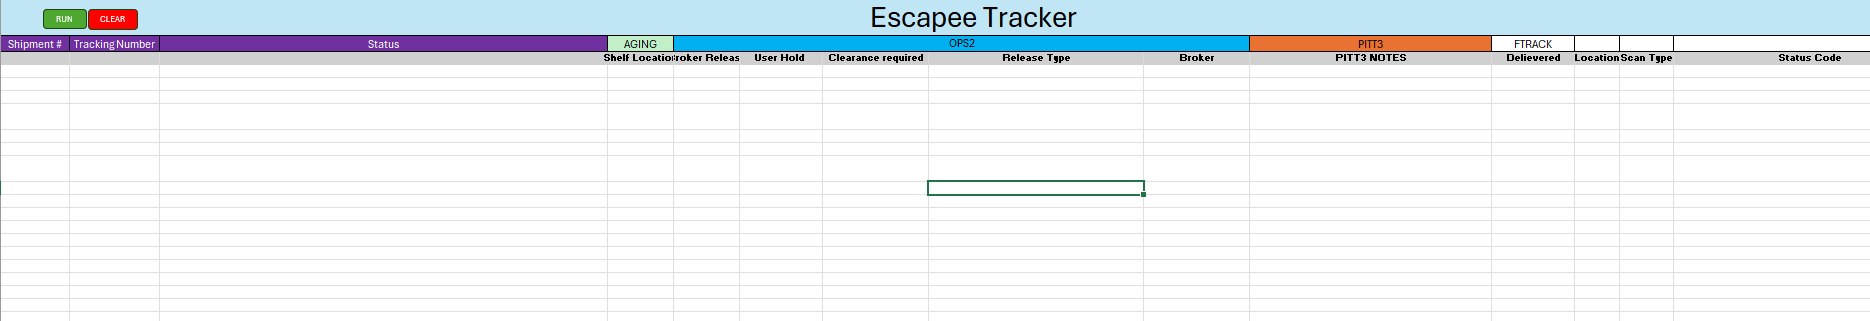 Escapee Tracker
RUN CLEAR
Shipment # Tracking Number Status AGING OPS2 PITT3 FTRACK
Shelf Locatio roker Releas User Hold Clearance required Release Type Broker PITT3 NOTES Delievered Location Scan Type Status Code